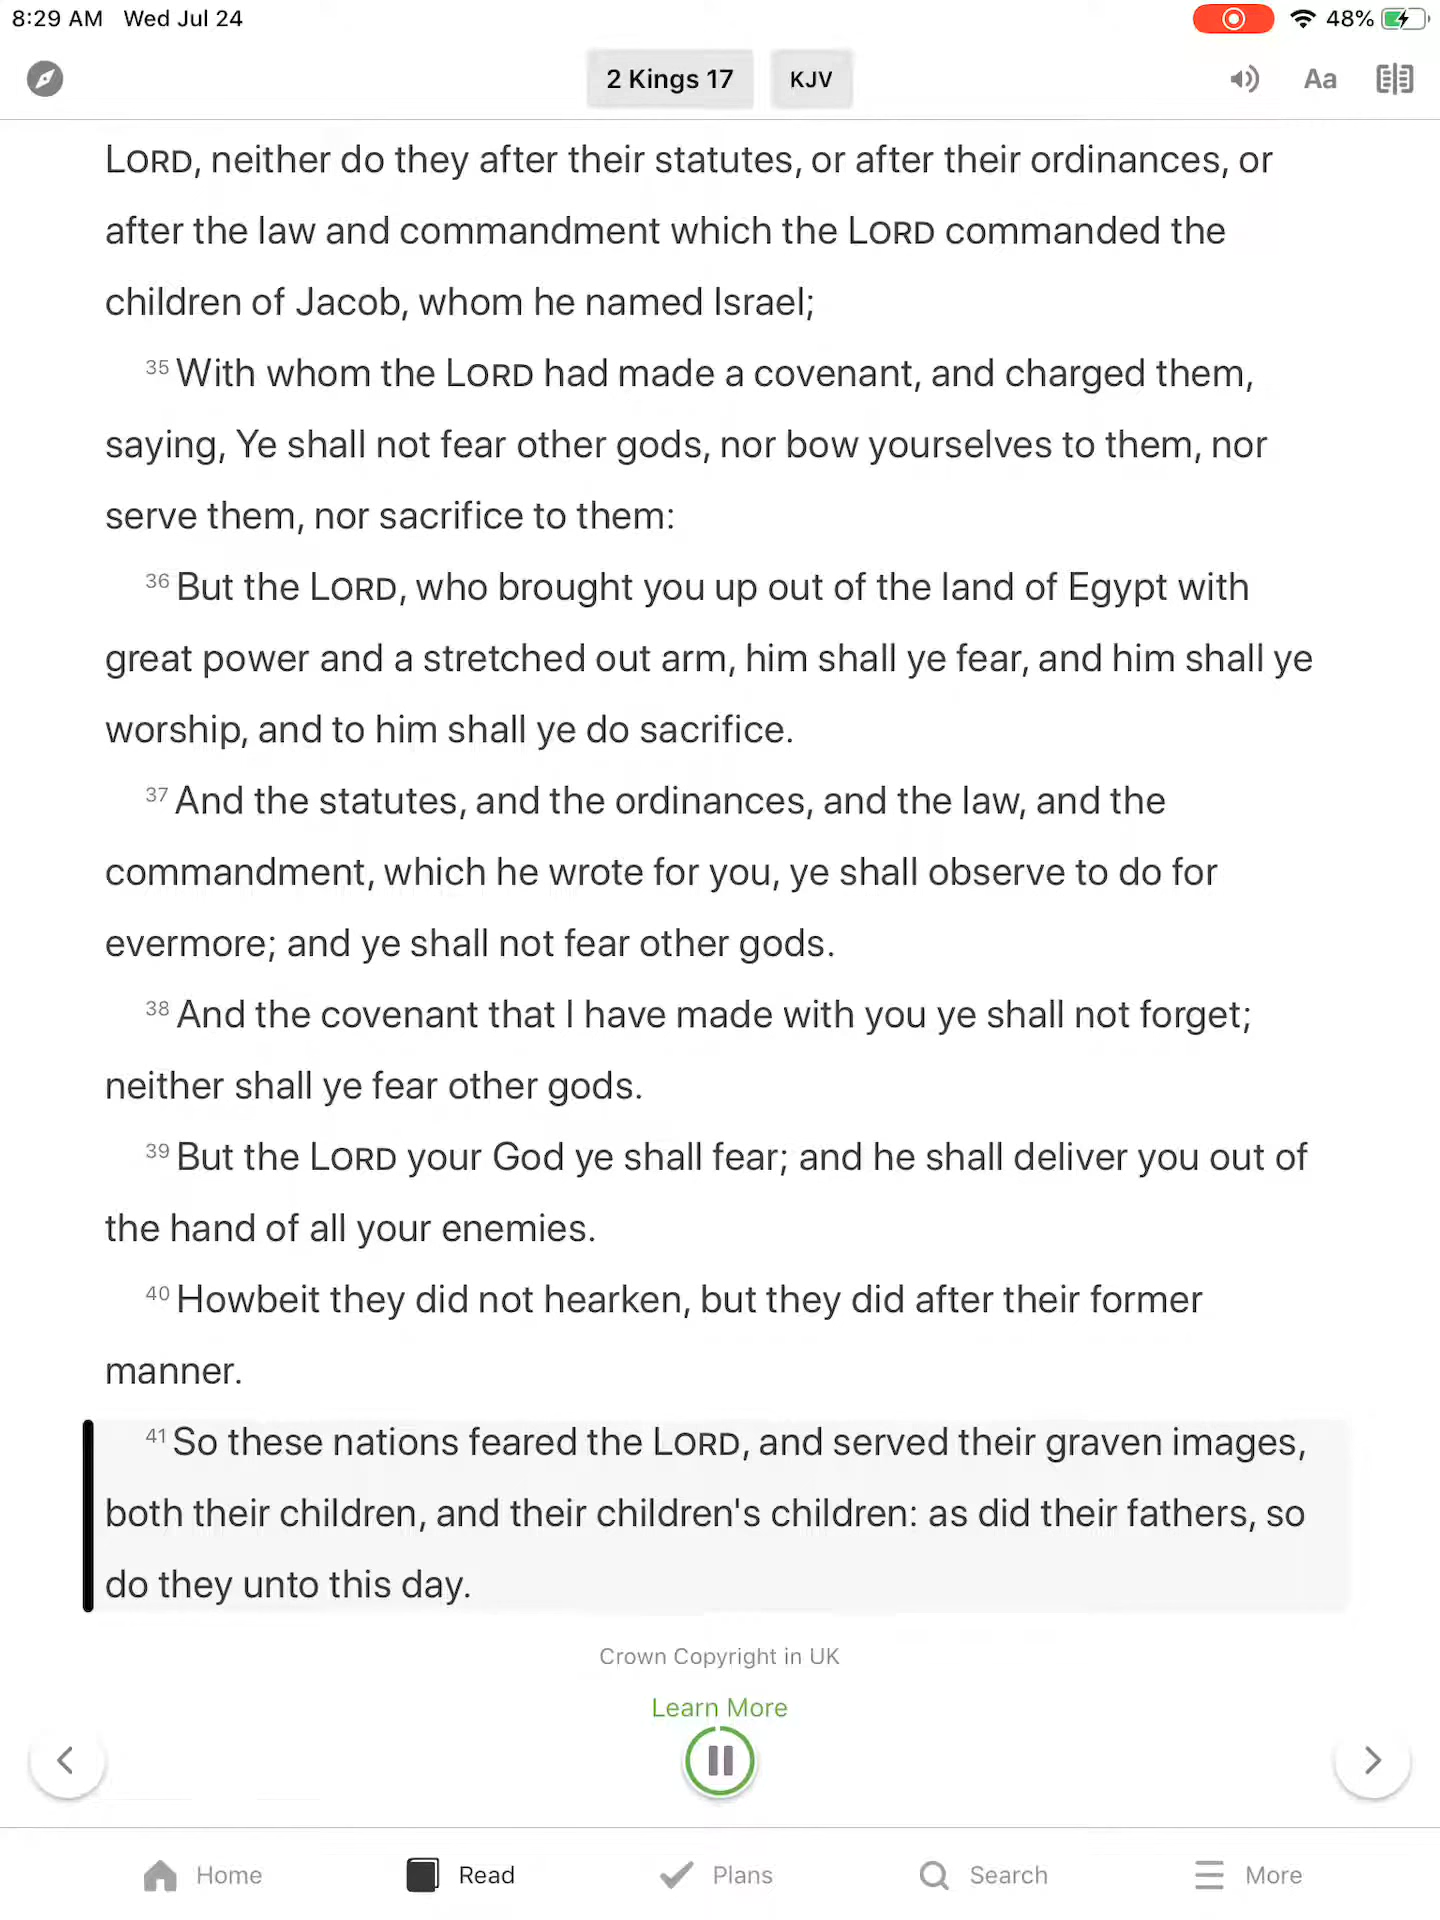 8:29 AM Wed Jul 24 48%
2 Kings 17 KJV Aa
LORD, neither do they after their statutes, or after their ordinances, or
after the law and commandment which the LORD commanded the
children of Jacob, whom he named Israel;
35 With whom the LORD had made a covenant, and charged them,
saying, Ye shall not fear other gods, nor bow yourselves to them, nor
serve them, nor sacrifice to them:
36 But the LORD, who brought you up out of the land of Egypt with
great power and a stretched out arm, him shall ye fear, and him shall ye
worship, and to him shall ye do sacrifice.
37 And the statutes, and the ordinances, and the law, and the
commandment, which he wrote for you, ye shall observe to do for
evermore; and ye shall not fear other gods.
38 And the covenant that I have made with you ye shall not forget;
neither shall ye fear other gods.
39 But the LORD your God ye shall fear; and he shall deliver you out of
the hand of all your enemies.
40 Howbeit they did not hearken, but they did after their former
manner.
41 So these nations feared the LORD, and served their graven images,
both their children, and their children's children: as did their fathers, so
do they unto this day.
Crown Copyright in UK
Learn More
Home Read Plans Search More